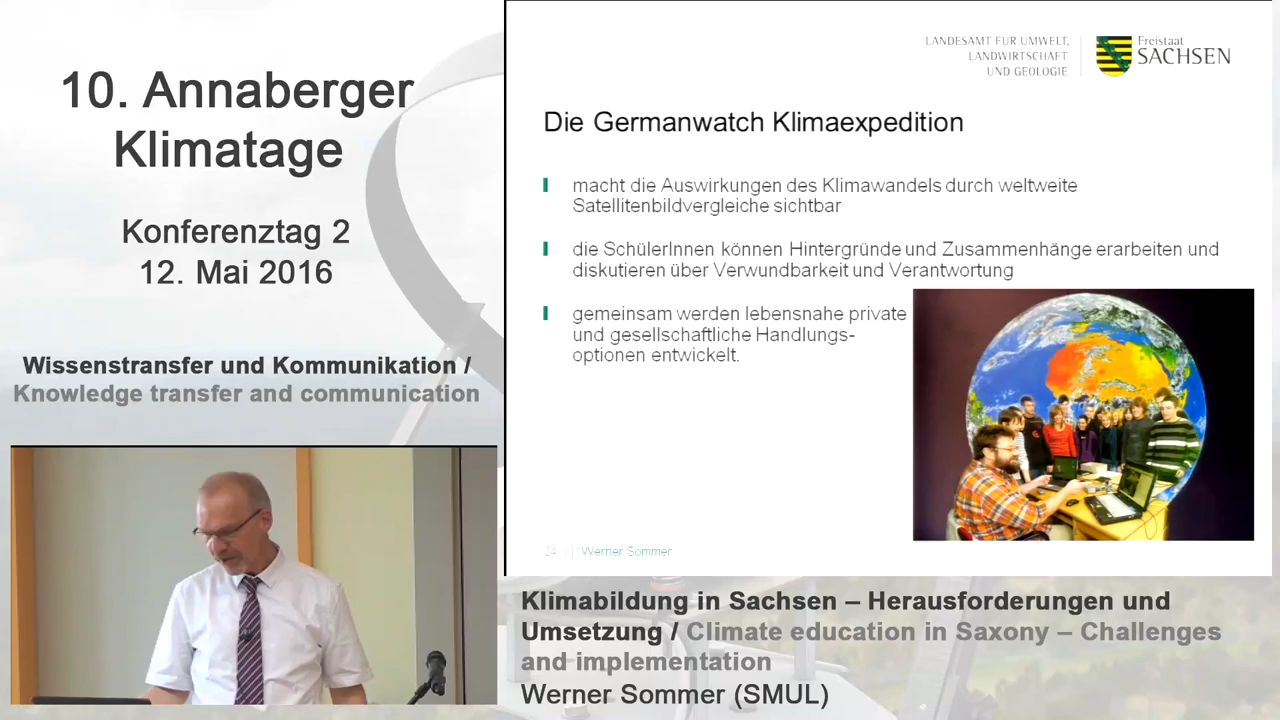 10. Annaberger
Klimatage
Konferenztag 2
12. Mai 2016
Wissenstransfer und Kommunikation /
Knowledge transfer and communication
LANDESAMT FÜR UMWELT,
LANDWIRTSCHAFT
UND GEOLOGIE
Freistaat
SACHSEN
Die Germanwatch Klimaexpedition
macht die Auswirkungen des Klimawandels durch weltweite
Satellitenbildvergleiche sichtbar
die SchülerInnen können Hintergründe und Zusammenhänge erarbeiten und
diskutieren über Verwundbarkeit und Verantwortung
gemeinsam werden lebensnahe private
und gesellschaftliche Handlungs-
optionen entwickelt.
24 | | Werner Sommer
Klimabildung in Sachsen – Herausforderungen und
Umsetzung / Climate education in Saxony – Challenges
and implementation
Werner Sommer (SMUL)